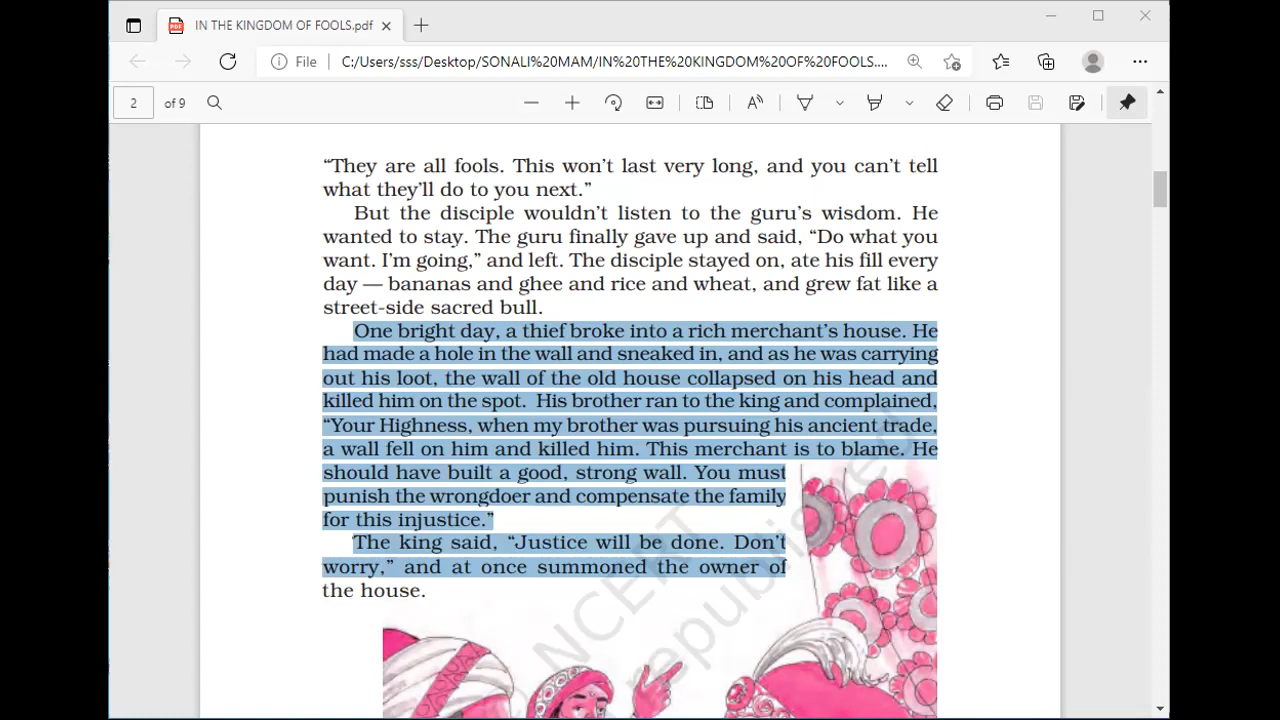 IN THE KINGDOM OF FOOLS.pdf
File C:/Users/sss/Desktop/SONALI%20MAM/IN%20THE%20KINGDOM%20OF%20FOOLS....
2 of 9
“They are all fools. This won’t last very long, and you can’t tell
what they’ll do to you next.”
But the disciple wouldn’t listen to the guru’s wisdom. He
wanted to stay. The guru finally gave up and said, “Do what you
want. I’m going,” and left. The disciple stayed on, ate his fill every
day — bananas and ghee and rice and wheat, and grew fat like a
street-side sacred bull.
One bright day, a thief broke into a rich merchant’s house. He
had made a hole in the wall and sneaked in, and as he was carrying
out his loot, the wall of the old house collapsed on his head and
killed him on the spot. His brother ran to the king and complained,
“Your Highness, when my brother was pursuing his ancient trade,
a wall fell on him and killed him. This merchant is to blame. He
should have built a good, strong wall. You must
punish the wrongdoer and compensate the family
for this injustice.”
The king said, “Justice will be done. Don’t
worry,” and at once summoned the owner of
the house.
NCERT
republished